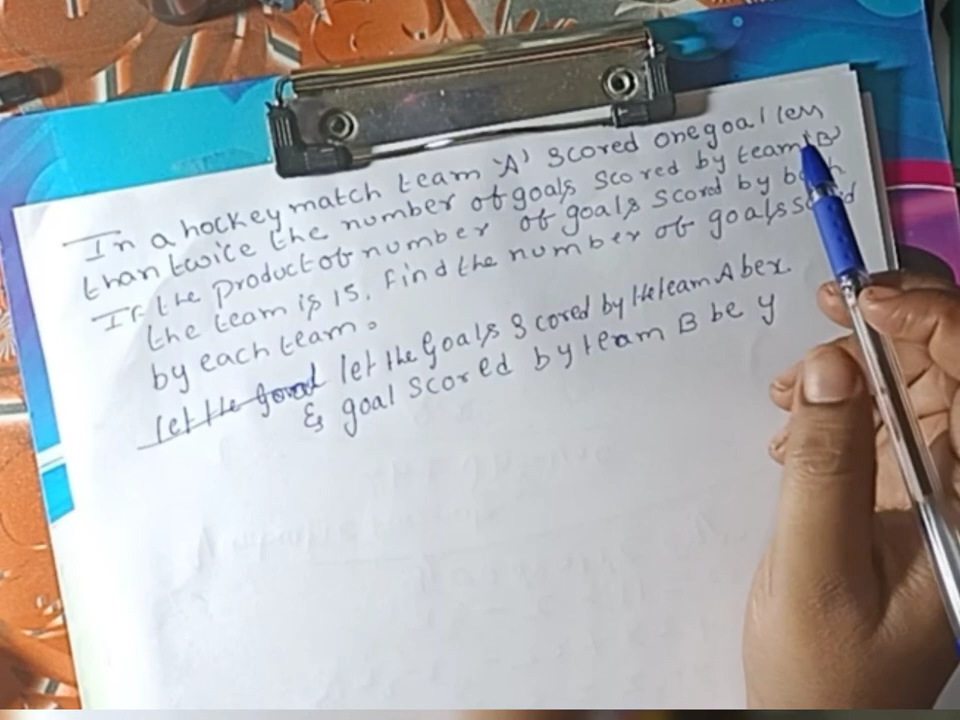 In a hockey match team 'A' scored one goal less
than twice the number of goals scored by team 'B'
If the product of number of goals scored by both
the team is 15. Find the number of goals scored
by each team.
let the good let the goals scored by the team A be x.
& goal scored by team B be y